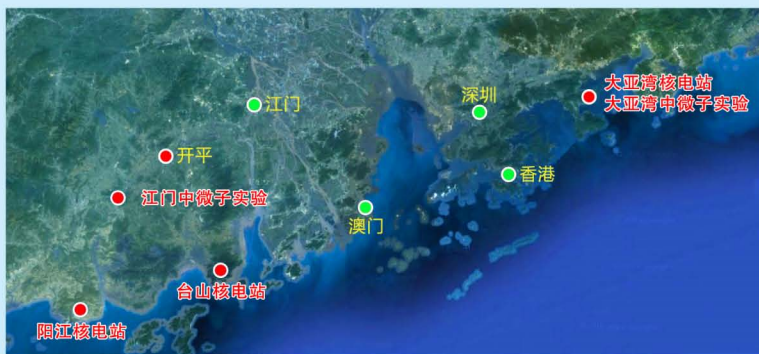 大亚湾核电站
大亚湾中微子实验
深圳
江门
开平
香港
江门中微子实验
澳门
台山核电站
阳江核电站